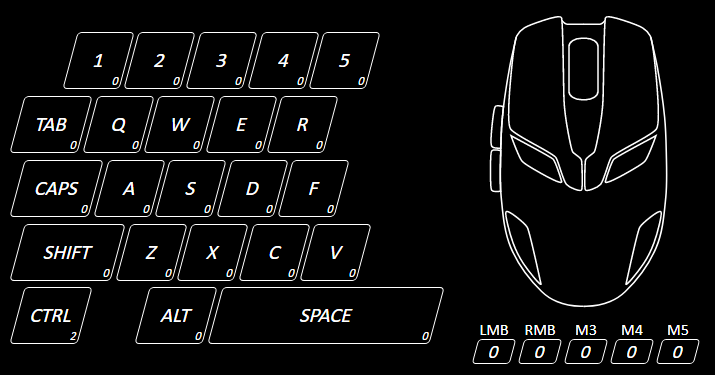 1 0 2 0 3 0 4 0 5 0
TAB 0 Q 0 W 0 E 0 R 0
CAPS 0 A 0 S 0 D 0 F 0
SHIFT 0 Z 0 X 0 C 0 V 0
CTRL 2 ALT 0 SPACE 0
LMB RMB M3 M4 M5
0 0 0 0 0